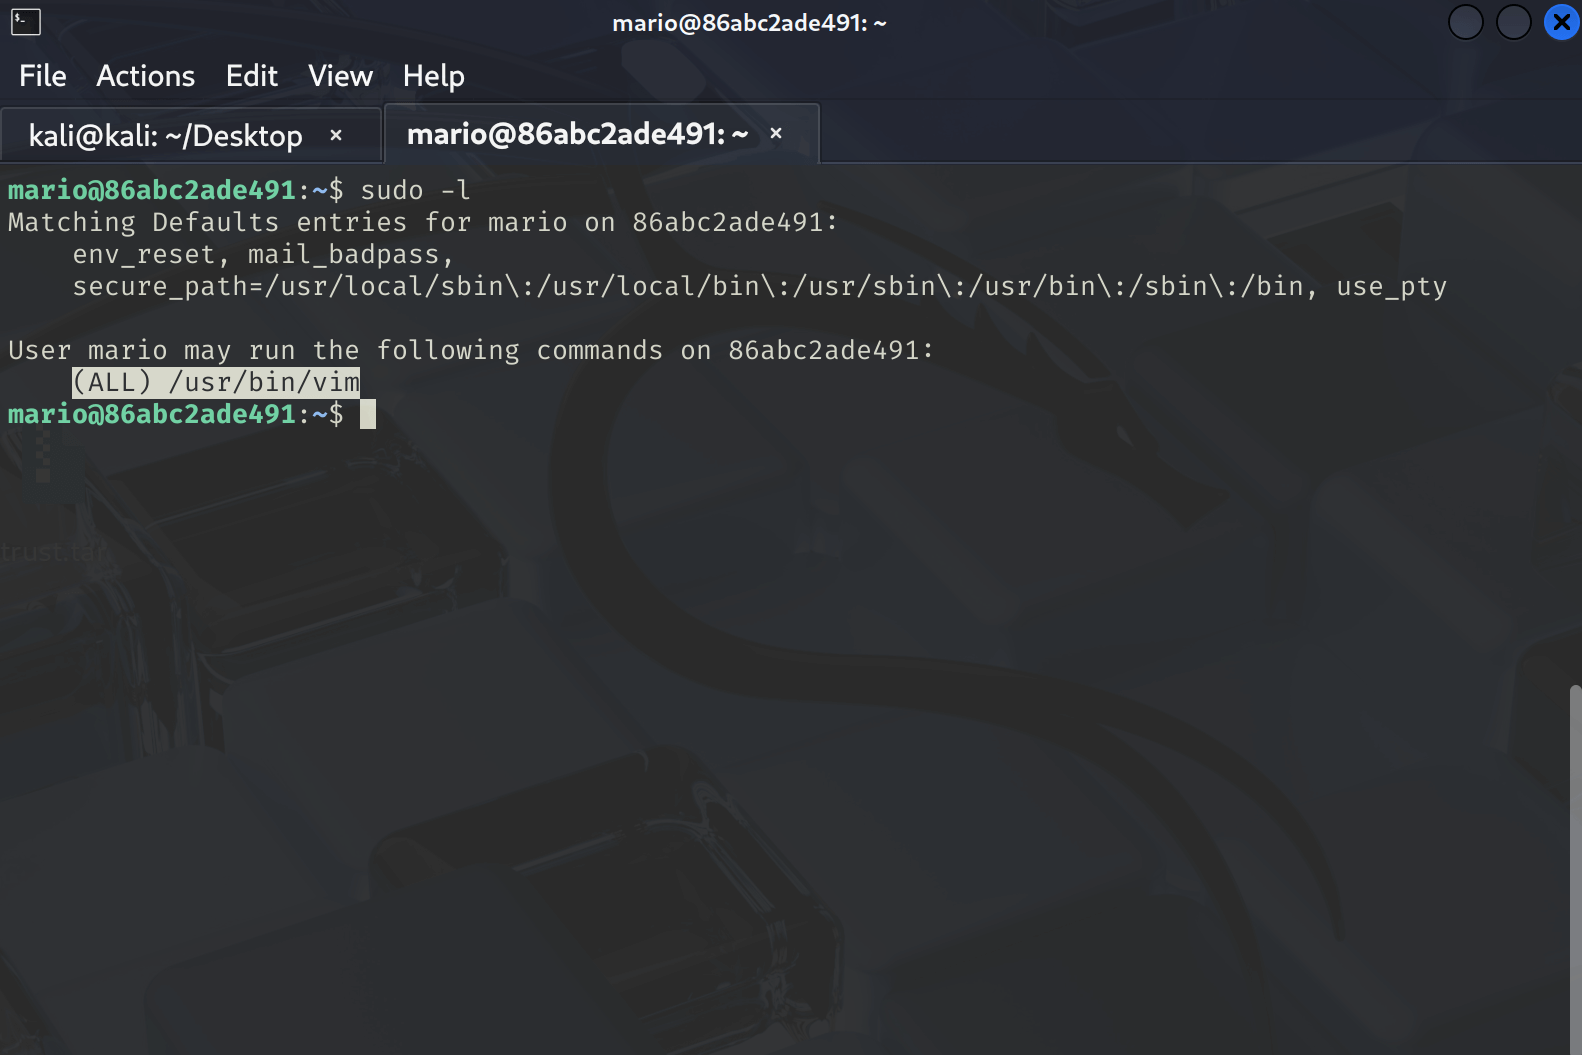 mario@86abc2ade491: ~
File Actions Edit View Help
kali@kali: ~/Desktop × mario@86abc2ade491: ~ ×
mario@86abc2ade491:~$ sudo -l
Matching Defaults entries for mario on 86abc2ade491:
    env_reset, mail_badpass,
    secure_path=/usr/local/sbin\:/usr/local/bin\:/usr/sbin\:/usr/bin\:/sbin\:/bin, use_pty

User mario may run the following commands on 86abc2ade491:
    (ALL) /usr/bin/vim
mario@86abc2ade491:~$
trust.tar